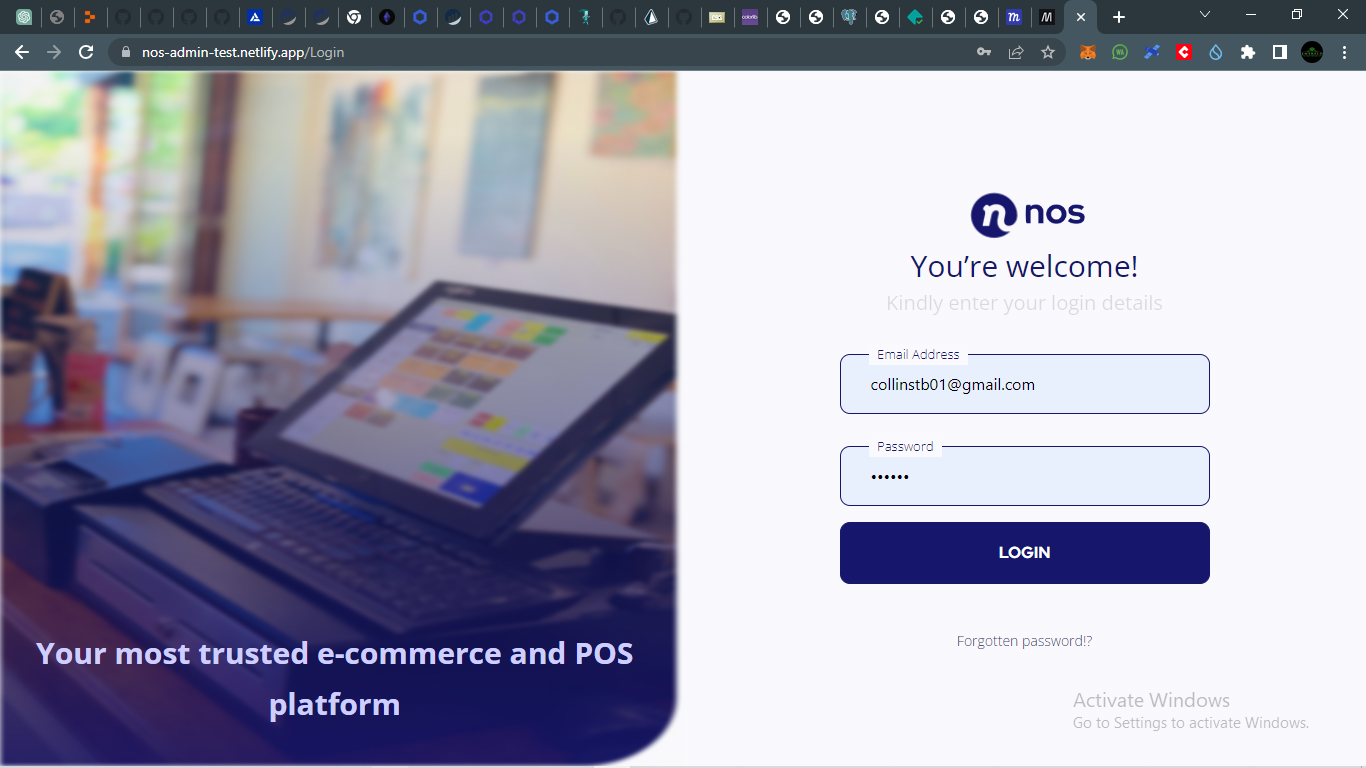 nos-admin-test.netlify.app/Login
nos
You’re welcome!
Kindly enter your login details
Email Address
collinstb01@gmail.com
Password
••••••
LOGIN
Forgotten password!?
Your most trusted e-commerce and POS
platform
Activate Windows
Go to Settings to activate Windows.